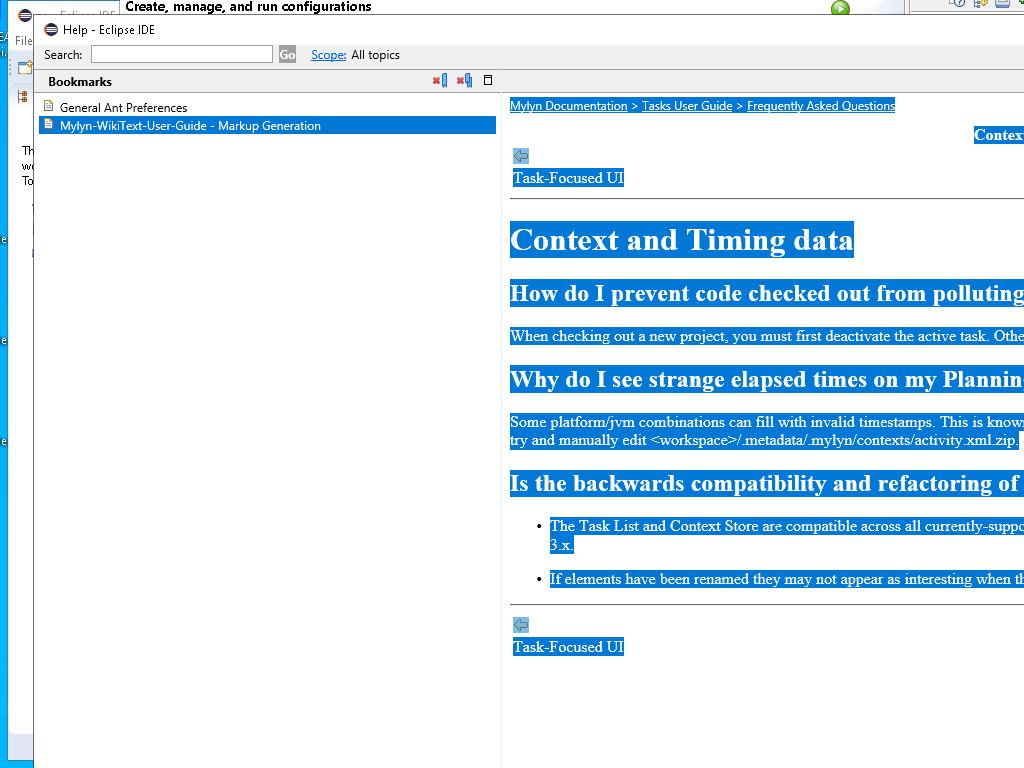 Create, manage, and run configurations
Help - Eclipse IDE
File
Search:
Go
Scope:
All topics
Bookmarks
General Ant Preferences
Mylyn-WikiText-User-Guide - Markup Generation
Mylyn Documentation > Tasks User Guide > Frequently Asked Questions
Contex
Task-Focused UI
Context and Timing data
How do I prevent code checked out from polluting
When checking out a new project, you must first deactivate the active task. Othe
Why do I see strange elapsed times on my Plannin
Some platform/jvm combinations can fill with invalid timestamps. This is know
try and manually edit <workspace>/.metadata/.mylyn/contexts/activity.xml.zip.
Is the backwards compatibility and refactoring of
• The Task List and Context Store are compatible across all currently-suppo
3.x.
• If elements have been renamed they may not appear as interesting when th
Task-Focused UI